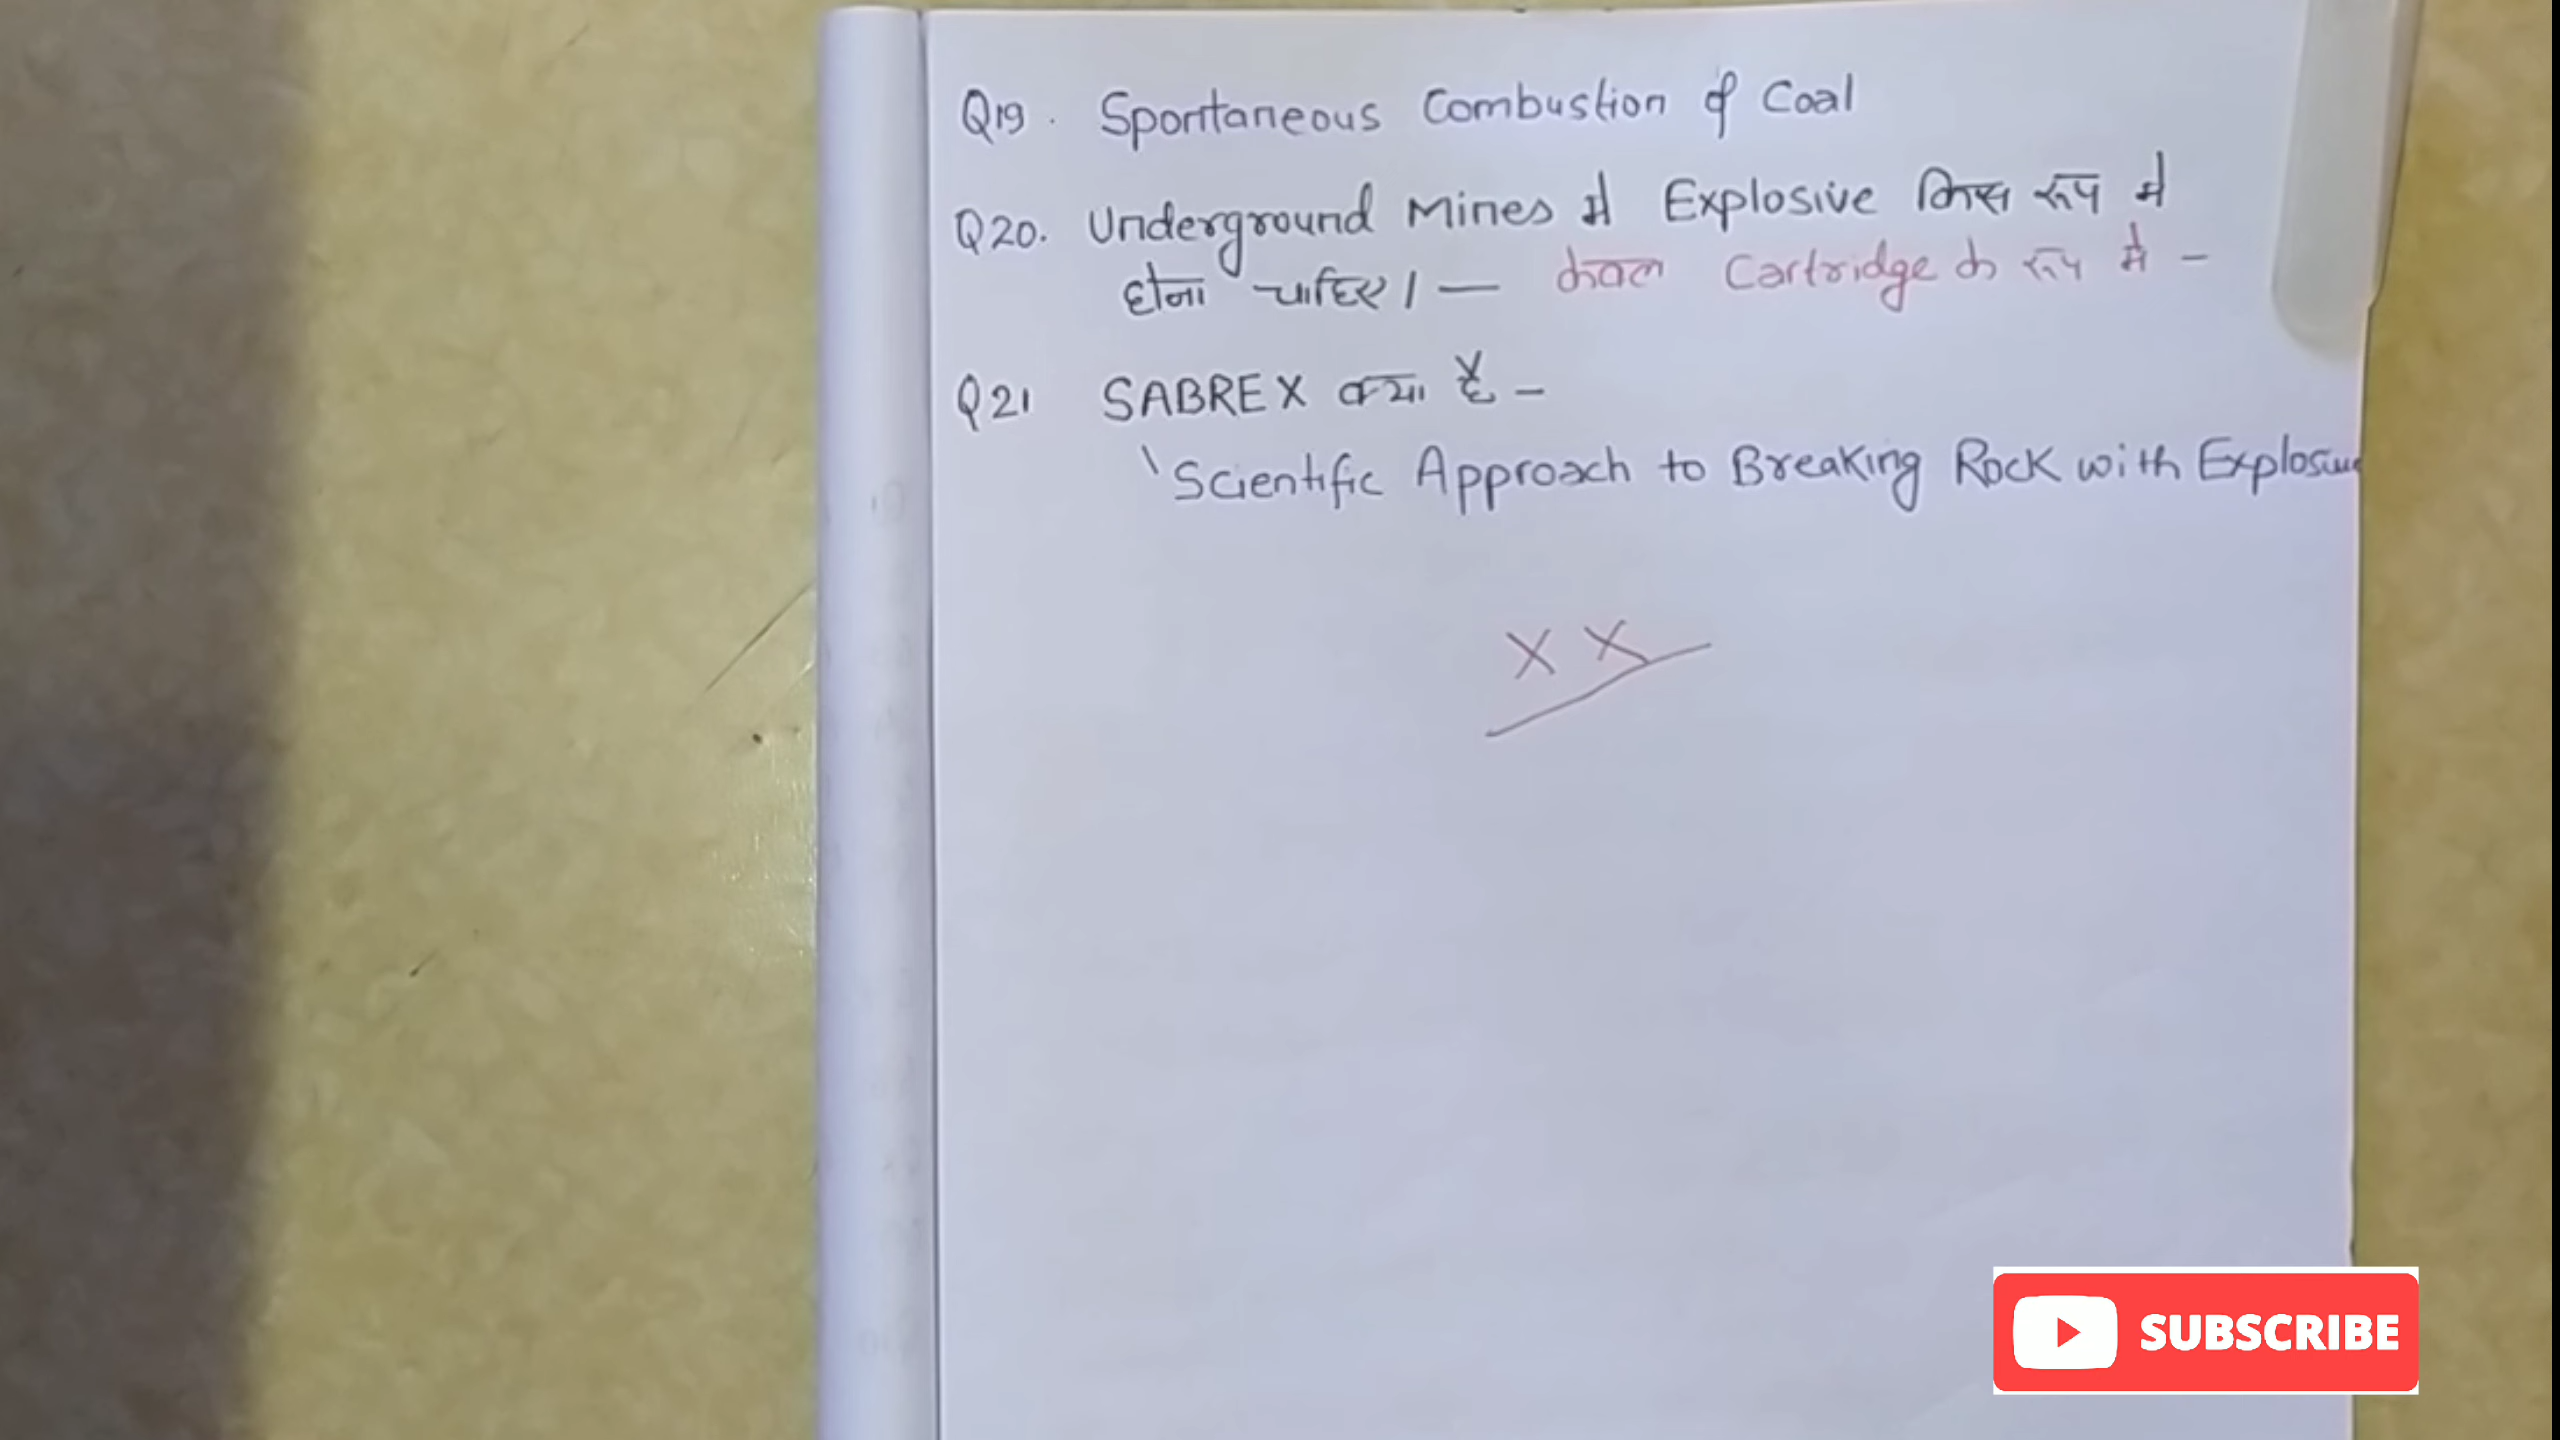 Q19. Spontaneous Combustion of Coal
Q20. Underground Mines में Explosive किस रूप में
होना चाहिए। — केवल Cartridge के रूप में -
Q21 SABREX क्या है -
'Scientific Approach to Breaking Rock with Explosive
X X
SUBSCRIBE